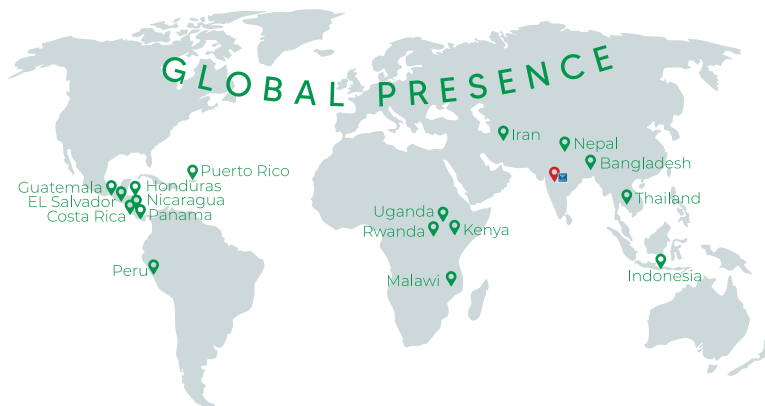 GLOBAL PRESENCE
Iran
Nepal
Bangladesh
Puerto Rico
Guatemala
Honduras
EL Salvador
Nicaragua
Thailand
Costa Rica
Panama
Uganda
Rwanda
Kenya
Peru
Malawi
Indonesia